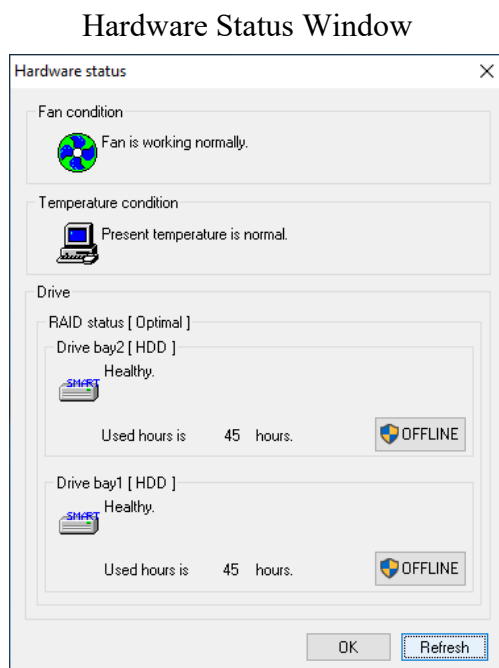 Hardware Status Window
Hardware status
Fan condition
Fan is working normally.
Temperature condition
Present temperature is normal.
Drive
RAID status [ Optimal ]
Drive bay2 [ HDD ]
SMART
Healthy.
Used hours is 45 hours.
OFFLINE
Drive bay1 [ HDD ]
SMART
Healthy.
Used hours is 45 hours.
OFFLINE
OK
Refresh